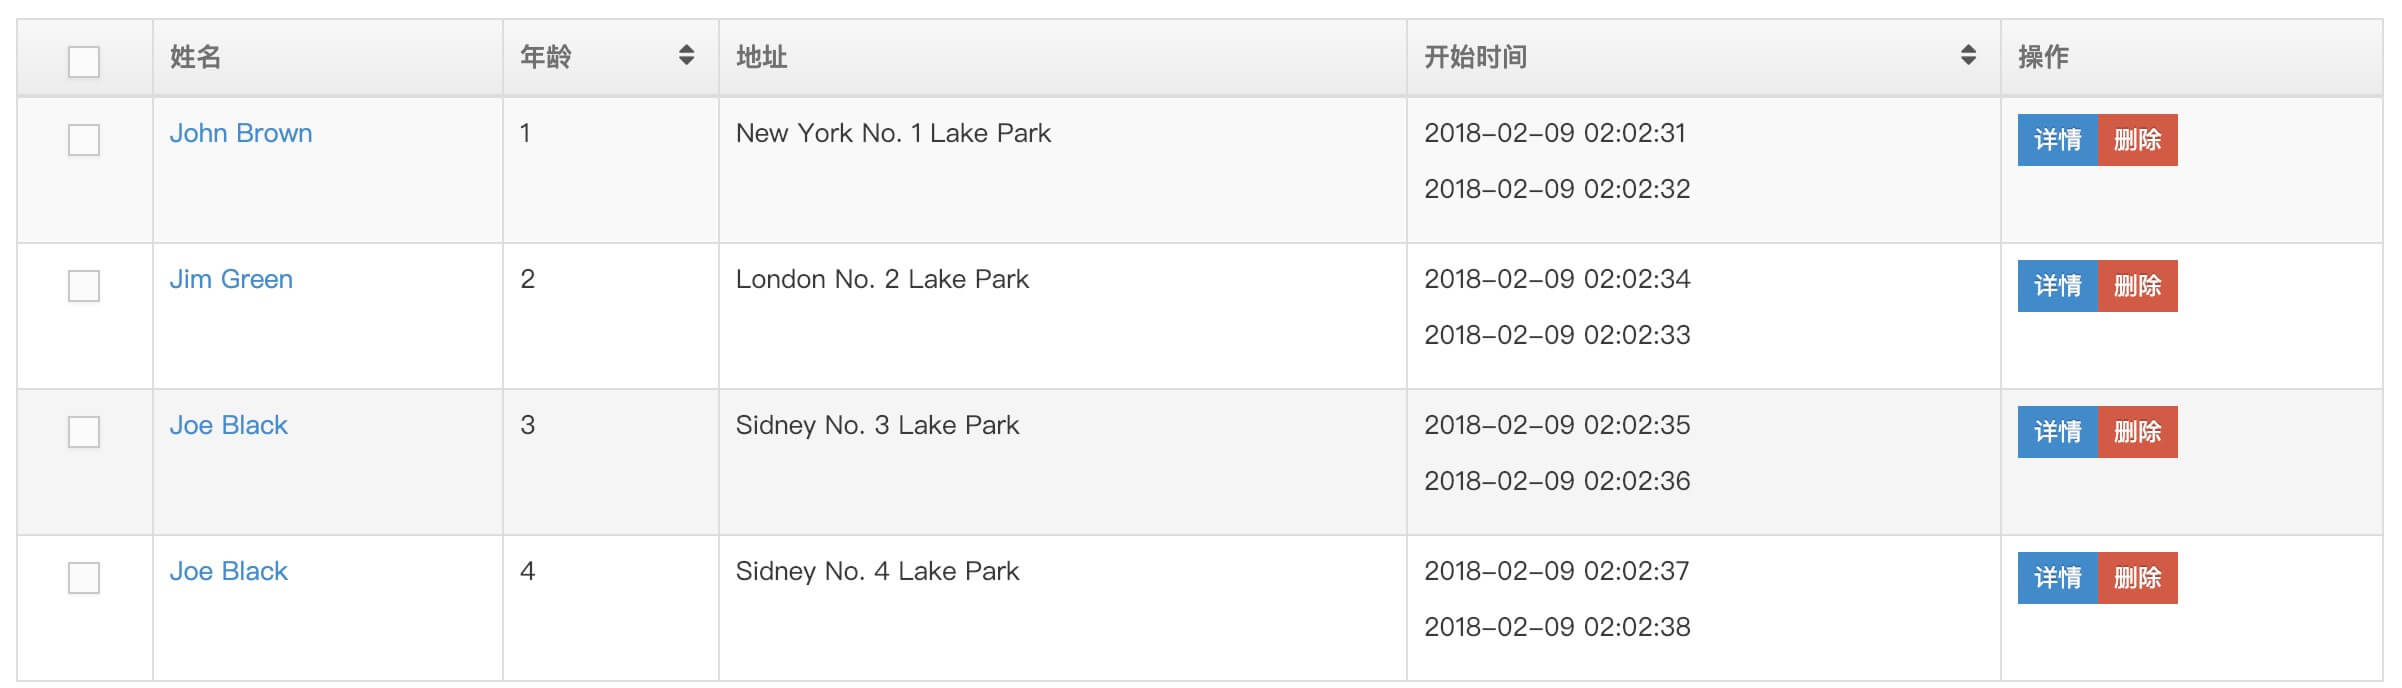 姓名 年龄 地址 开始时间 操作
John Brown 1 New York No. 1 Lake Park 2018-02-09 02:02:31 详情 删除
2018-02-09 02:02:32
Jim Green 2 London No. 2 Lake Park 2018-02-09 02:02:34 详情 删除
2018-02-09 02:02:33
Joe Black 3 Sidney No. 3 Lake Park 2018-02-09 02:02:35 详情 删除
2018-02-09 02:02:36
Joe Black 4 Sidney No. 4 Lake Park 2018-02-09 02:02:37 详情 删除
2018-02-09 02:02:38